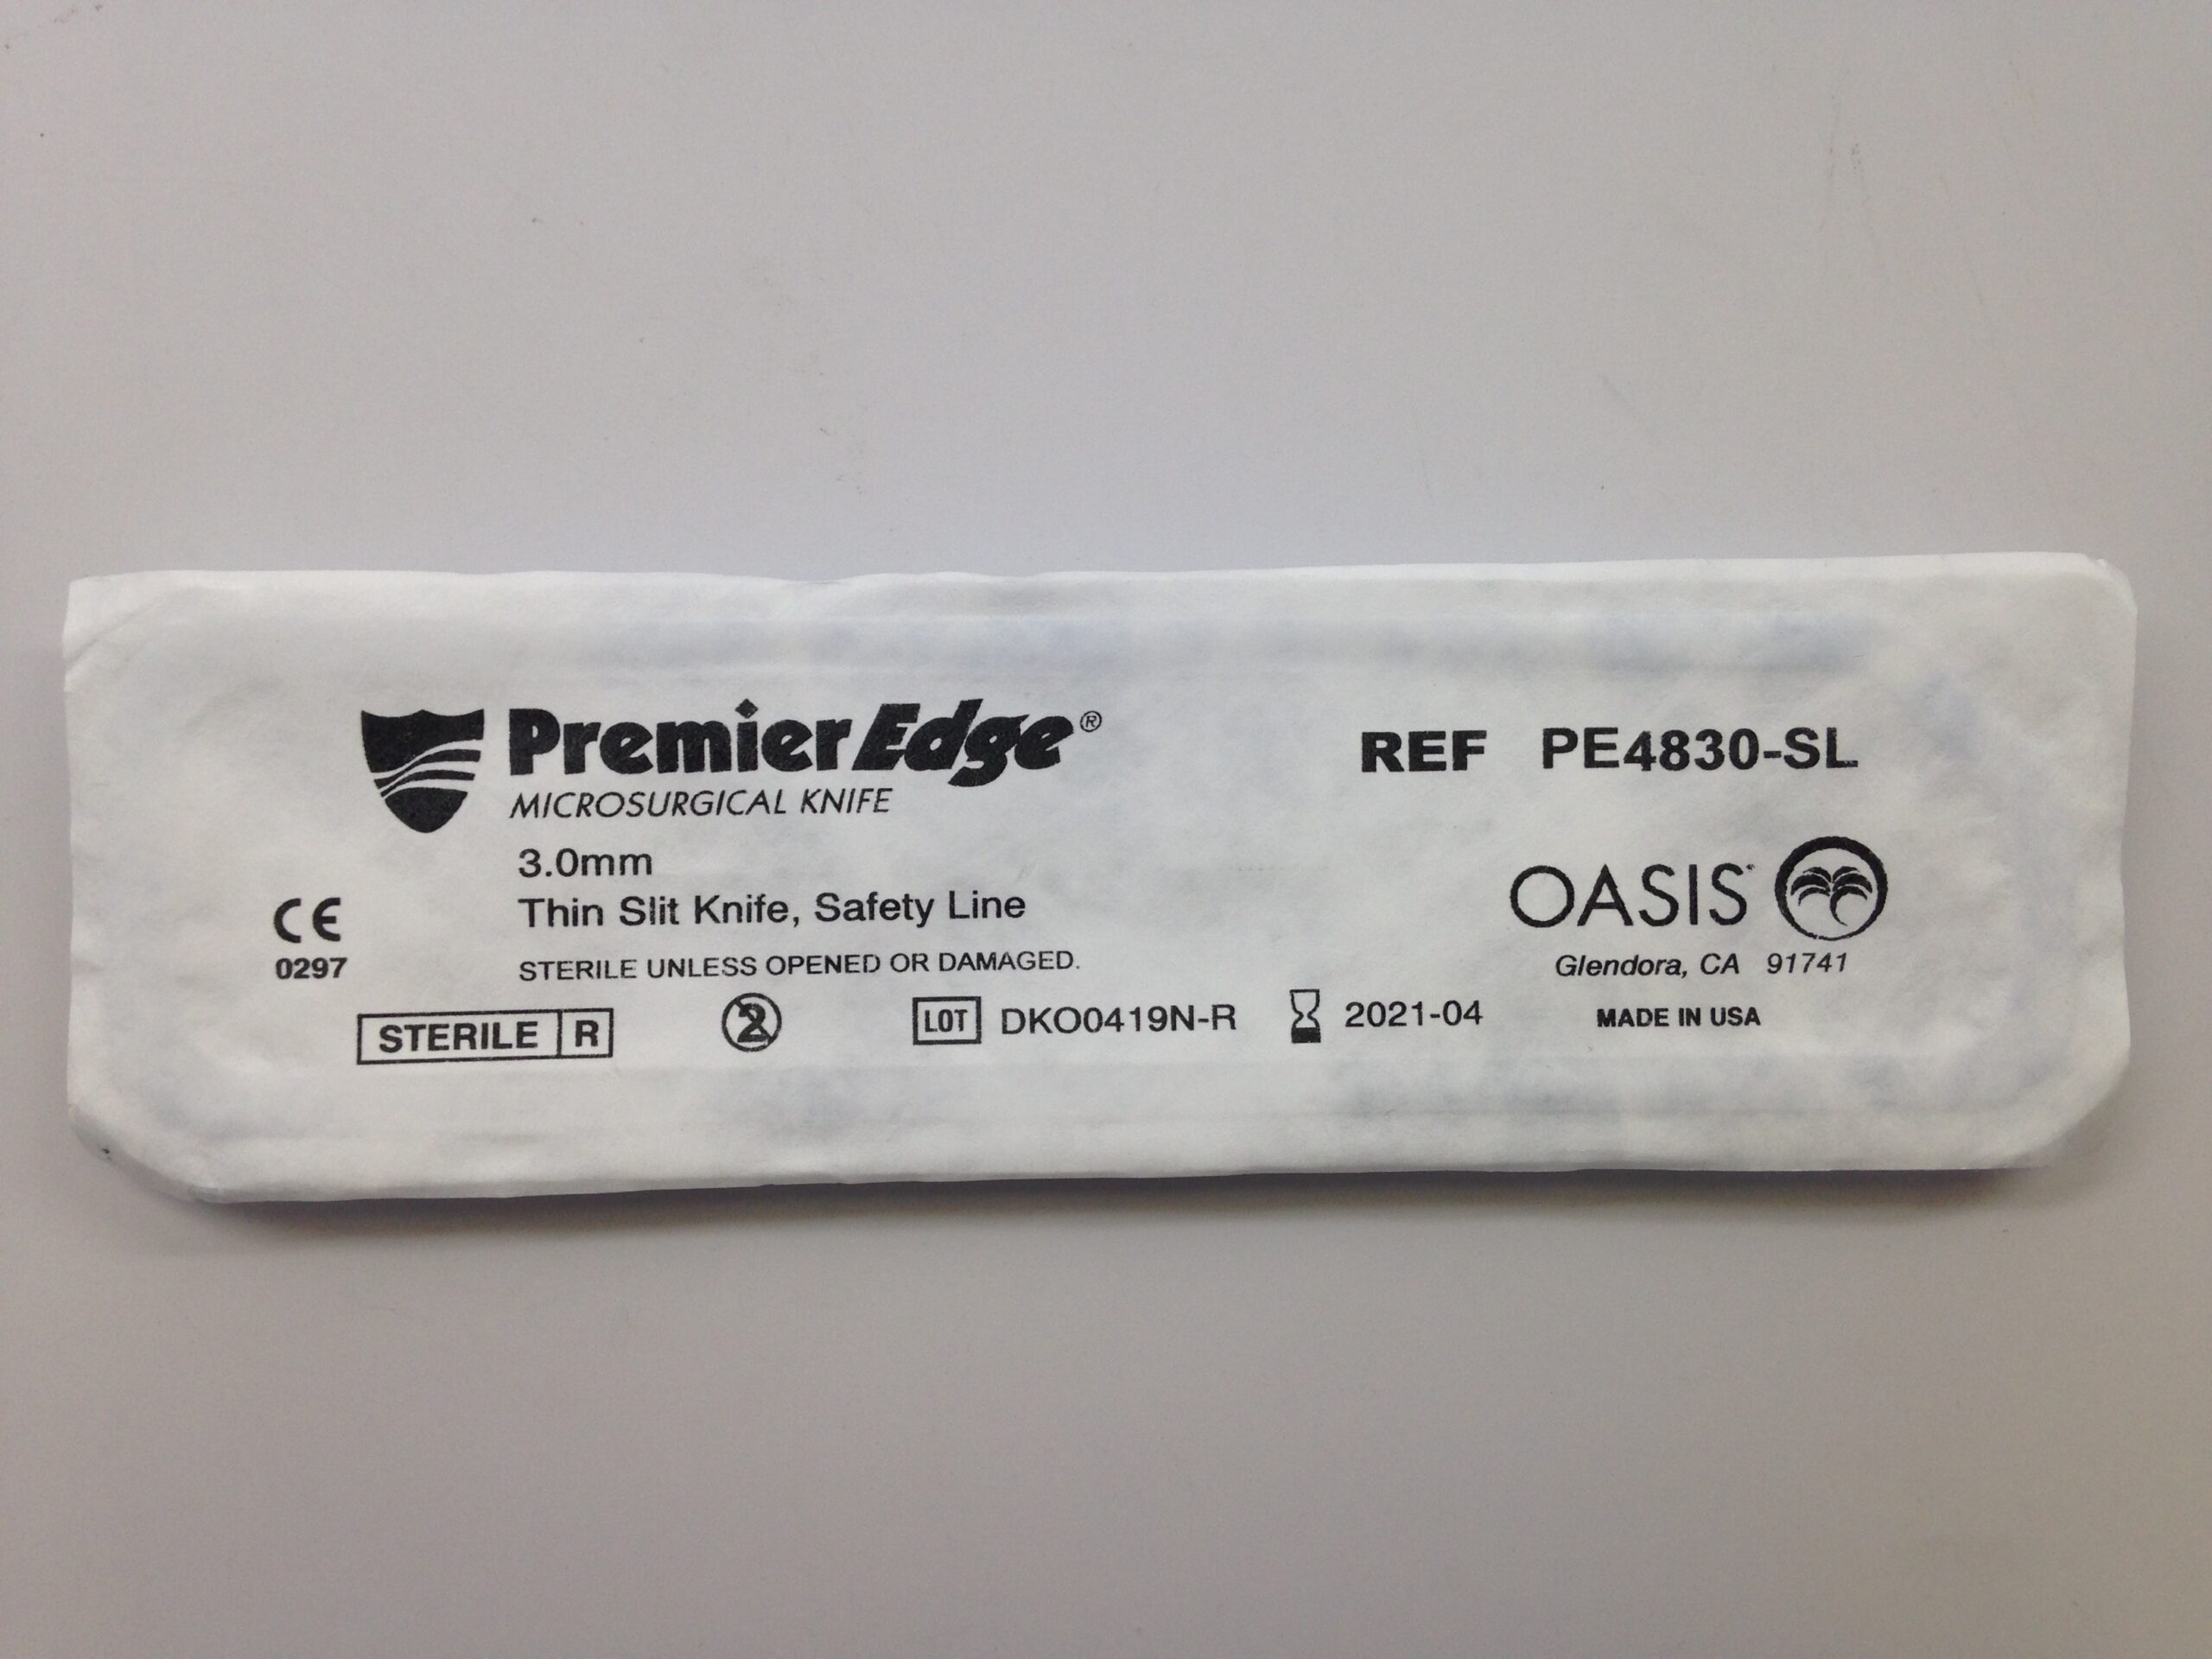 PremierEdge®
MICROSURGICAL KNIFE
REF PE4830-SL
3.0mm
Thin Slit Knife, Safety Line
STERILE UNLESS OPENED OR DAMAGED.
CE
0297
OASIS
Glendora, CA 91741
STERILE R
2
LOT DKO0419N-R
2021-04
MADE IN USA